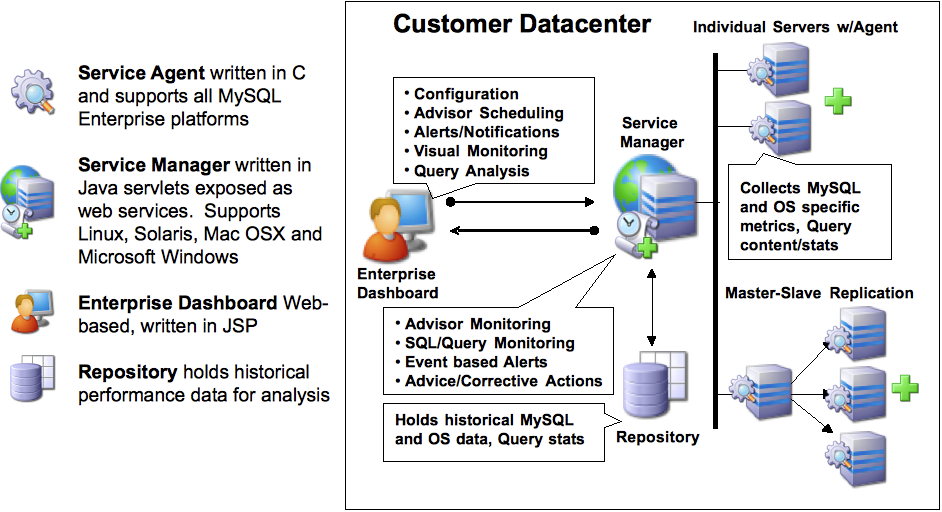 Service Agent written in C
and supports all MySQL
Enterprise platforms
Service Manager written in
Java servlets exposed as
web services. Supports
Linux, Solaris, Mac OSX and
Microsoft Windows
Enterprise Dashboard Web-
based, written in JSP
Repository holds historical
performance data for analysis
Customer Datacenter
• Configuration
• Advisor Scheduling
• Alerts/Notifications
• Visual Monitoring
• Query Analysis
Enterprise
Dashboard
Service
Manager
• Advisor Monitoring
• SQL/Query Monitoring
• Event based Alerts
• Advice/Corrective Actions
Holds historical MySQL
and OS data, Query stats
Repository
Individual Servers w/Agent
Collects MySQL
and OS specific
metrics, Query
content/stats
Master-Slave Replication